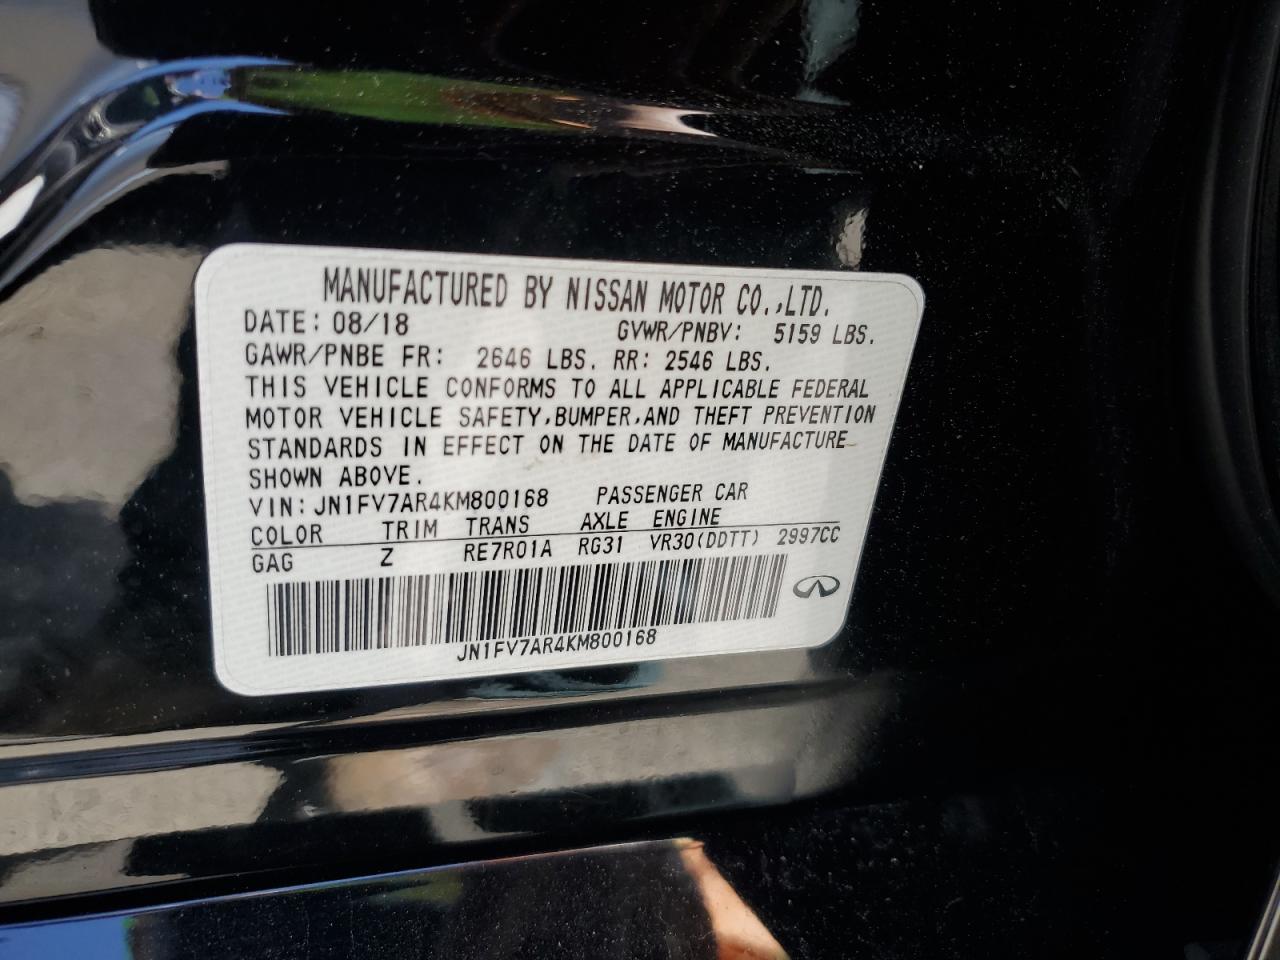 MANUFACTURED BY NISSAN MOTOR CO.,LTD.
DATE: 08/18 GVWR/PNBV: 5159 LBS.
GAWR/PNBE FR: 2646 LBS. RR: 2546 LBS.
THIS VEHICLE CONFORMS TO ALL APPLICABLE FEDERAL
MOTOR VEHICLE SAFETY,BUMPER,AND THEFT PREVENTION
STANDARDS IN EFFECT ON THE DATE OF MANUFACTURE
SHOWN ABOVE.
VIN: JN1FV7AR4KM800168 PASSENGER CAR
COLOR TRIM TRANS AXLE ENGINE
GAG Z RE7R01A RG31 VR30(DDTT) 2997CC
JN1FV7AR4KM800168